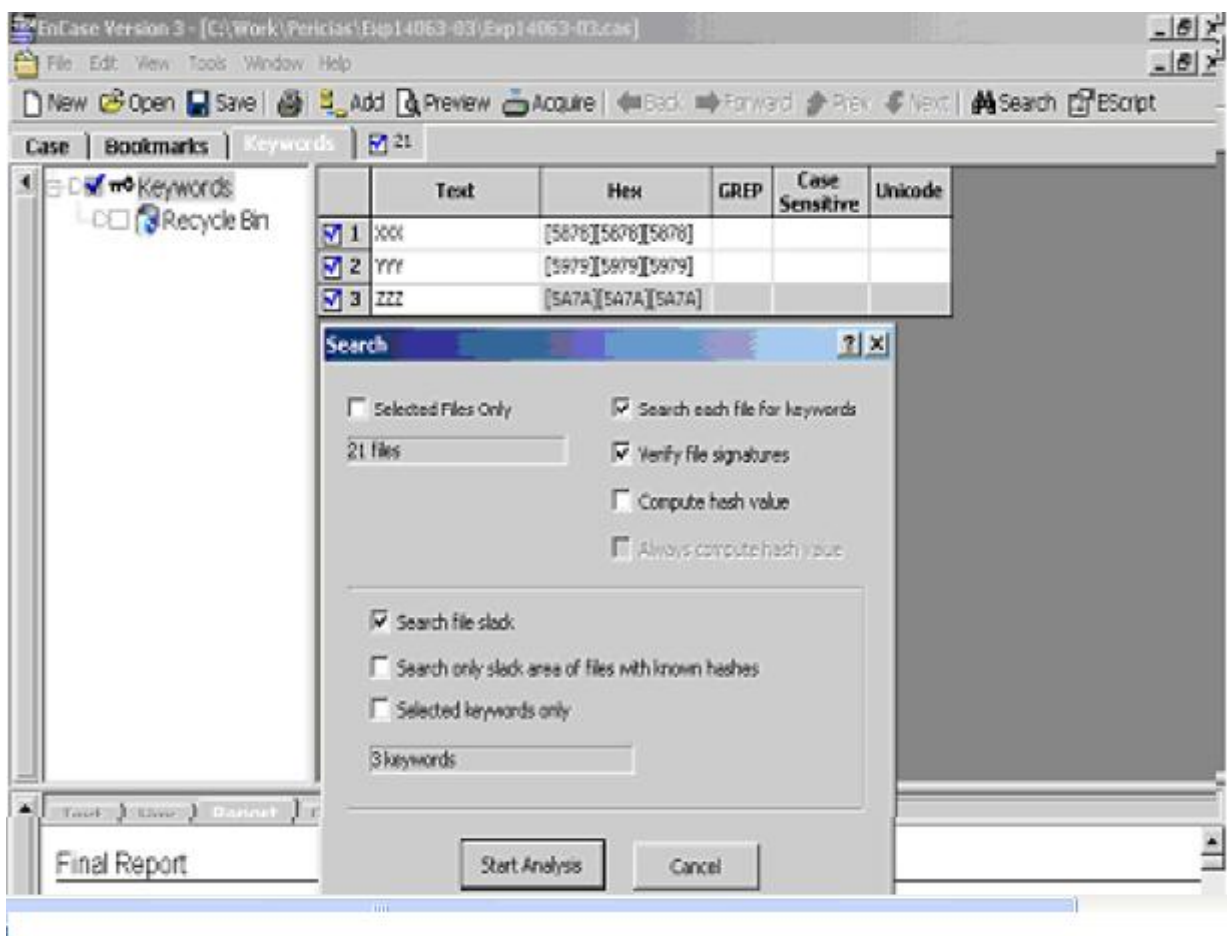 EnCase Version 3 - [C:\Work\Pericias\Exp14063-03\Exp14063-03.cas]
File Edit View Tools Window Help
New Open Save Add Preview Acquire Back Forward Prev Next Search EScript
Case Bookmarks Keywords 21
Keywords
Recycle Bin
Text Hex GREP Case Sensitive Unicode
1 XXX [5878][5878][5878]
2 YYY [5979][5979][5979]
3 ZZZ [5A7A][5A7A][5A7A]
Search
Selected Files Only
21 files
Search each file for keywords
Verify file signatures
Compute hash value
Always compute hash value
Search file slack
Search only slack area of files with known hashes
Selected keywords only
3 keywords
Start Analysis Cancel
Text Report
Final Report